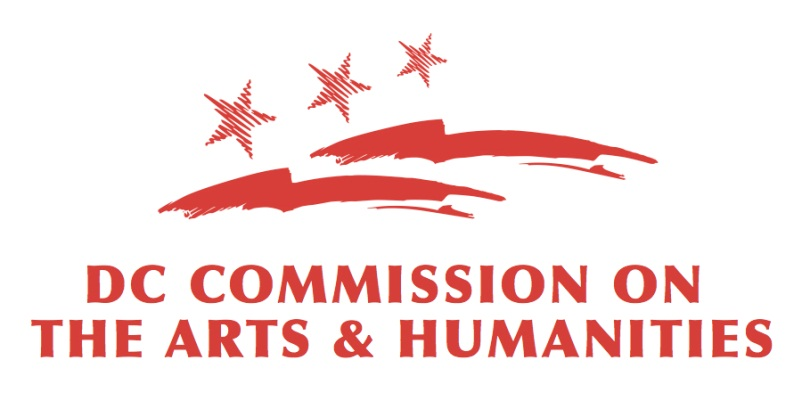 DC COMMISSION ON
THE ARTS & HUMANITIES